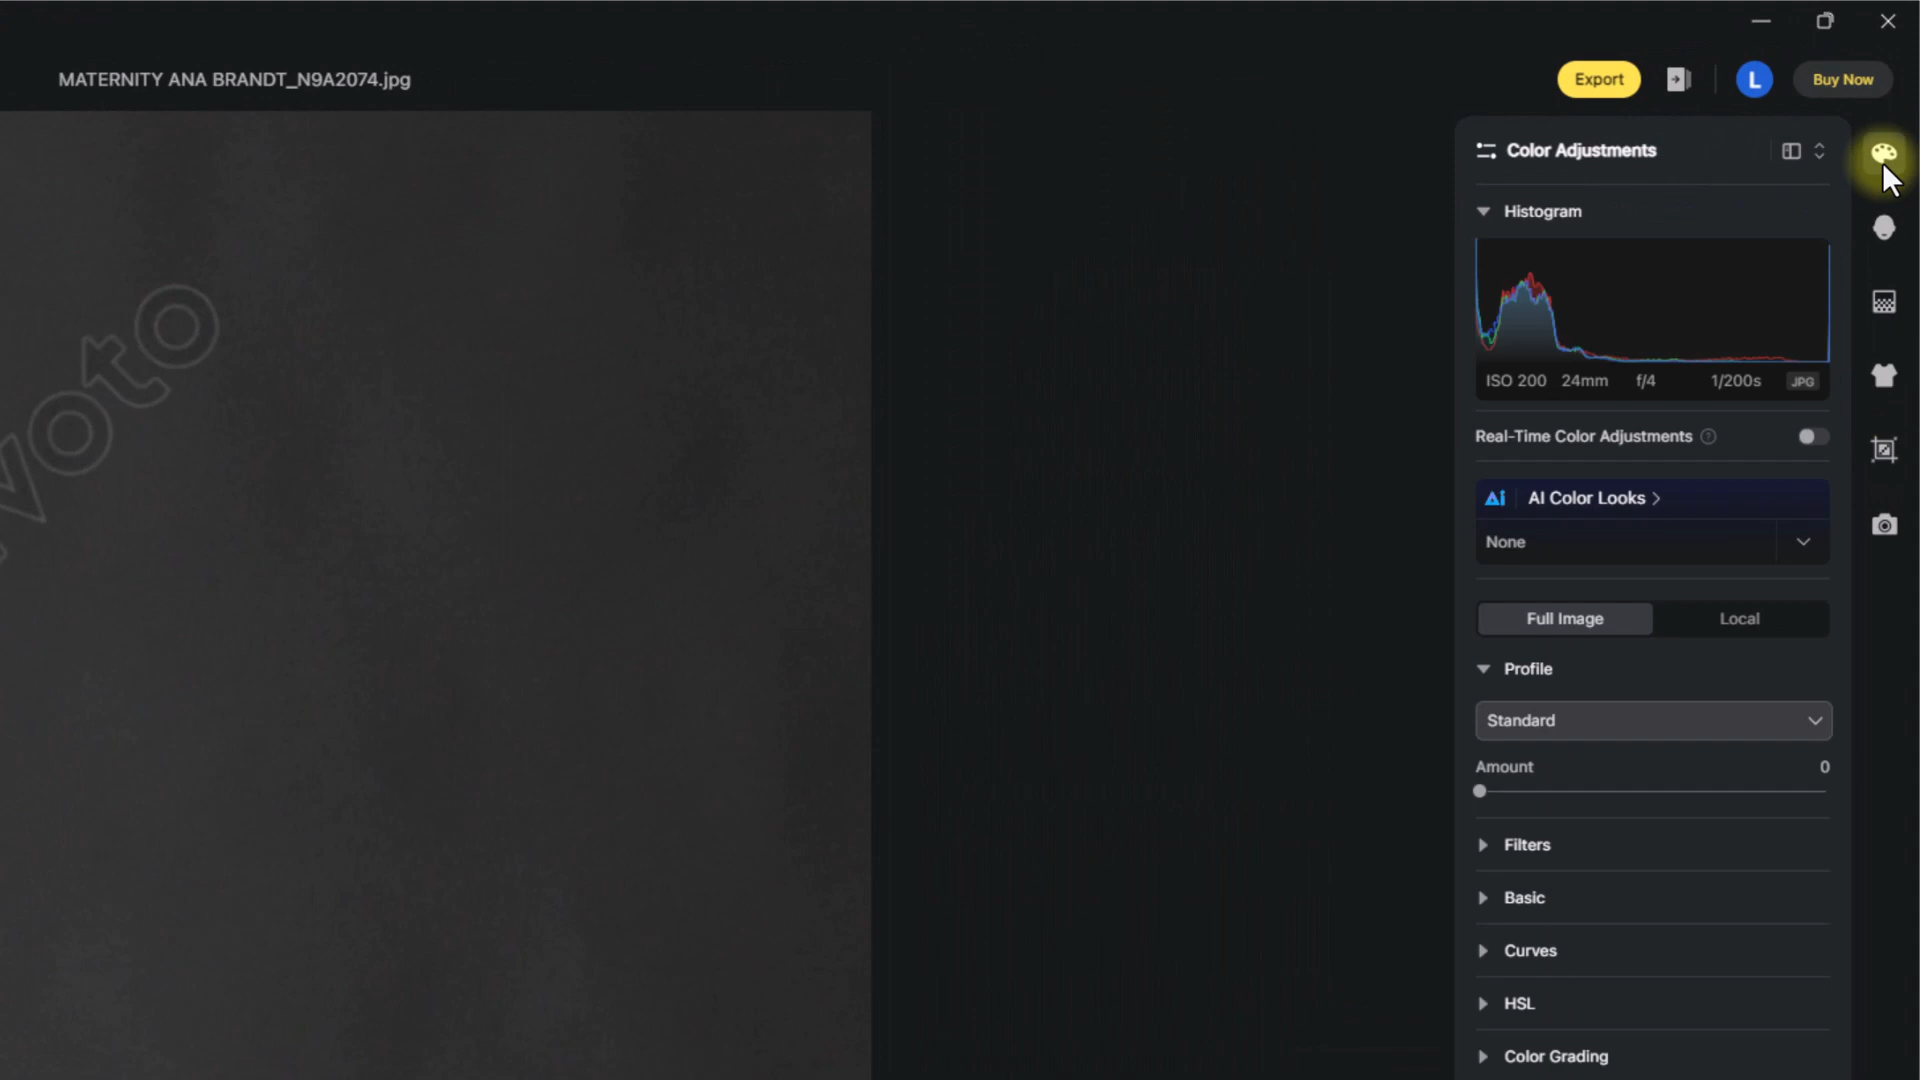 MATERNITY ANA BRANDT_N9A2074.jpg
Export
L
Buy Now
Color Adjustments
Histogram
ISO 200 24mm f/4 1/200s JPG
Real-Time Color Adjustments ?
Ai AI Color Looks >
None
Full Image Local
Profile
Standard
Amount 0
Filters
Basic
Curves
HSL
Color Grading
voto